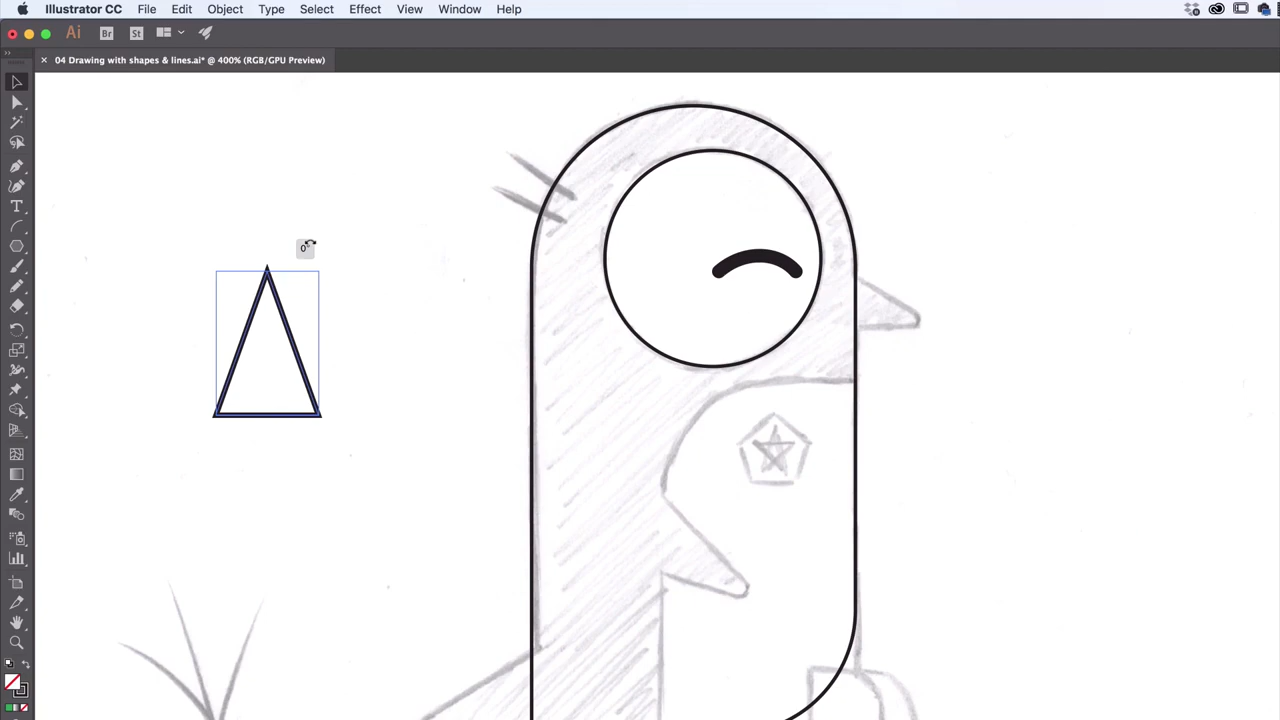 Illustrator CC File Edit Object Type Select Effect View Window Help
Ai Br St
04 Drawing with shapes & lines.ai* @ 400% (RGB/GPU Preview)
0°